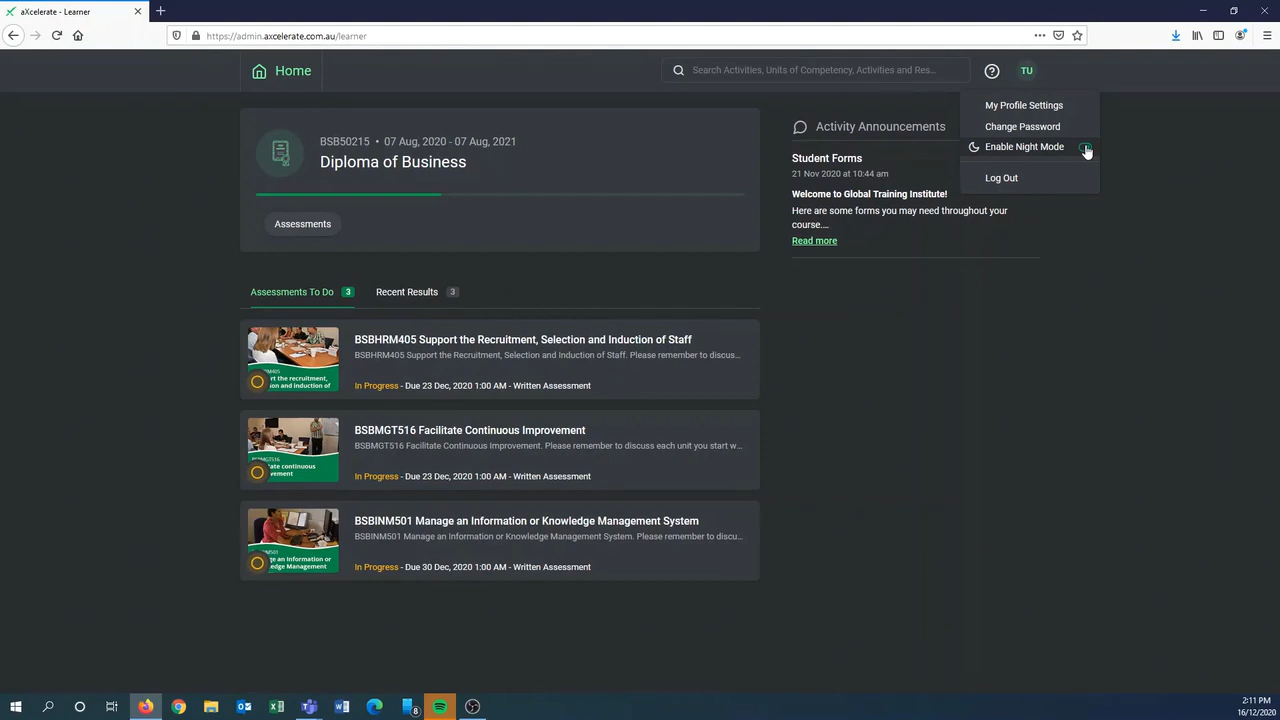 aXcelerate - Learner
https://admin.axcelerate.com.au/learner
Home
Search Activities, Units of Competency, Activities and Res...
TU
My Profile Settings
Change Password
Enable Night Mode
Log Out
BSB50215 • 07 Aug, 2020 - 07 Aug, 2021
Diploma of Business
Assessments
Activity Announcements
Student Forms
21 Nov 2020 at 10:44 am
Welcome to Global Training Institute!
Here are some forms you may need throughout your
course....
Read more
Assessments To Do 3
Recent Results 3
BSBHRM405 Support the Recruitment, Selection and Induction of Staff
BSBHRM405 Support the Recruitment, Selection and Induction of Staff. Please remember to discus...
In Progress - Due 23 Dec, 2020 1:00 AM - Written Assessment
BSBMGT516 Facilitate Continuous Improvement
BSBMGT516 Facilitate Continuous Improvement. Please remember to discuss each unit you start w...
In Progress - Due 23 Dec, 2020 1:00 AM - Written Assessment
BSBINM501 Manage an Information or Knowledge Management System
BSBINM501 Manage an Information or Knowledge Management System. Please remember to discu...
In Progress - Due 30 Dec, 2020 1:00 AM - Written Assessment
8
2:11 PM
16/12/2020